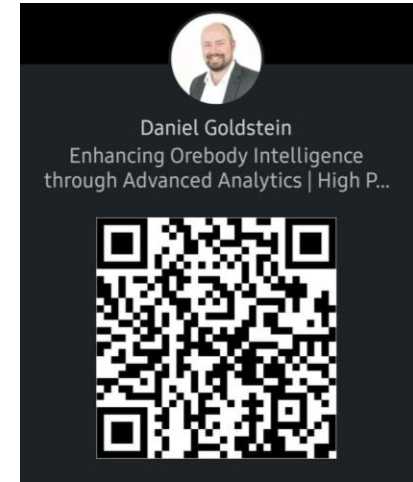 Daniel Goldstein
Enhancing Orebody Intelligence
through Advanced Analytics | High P...